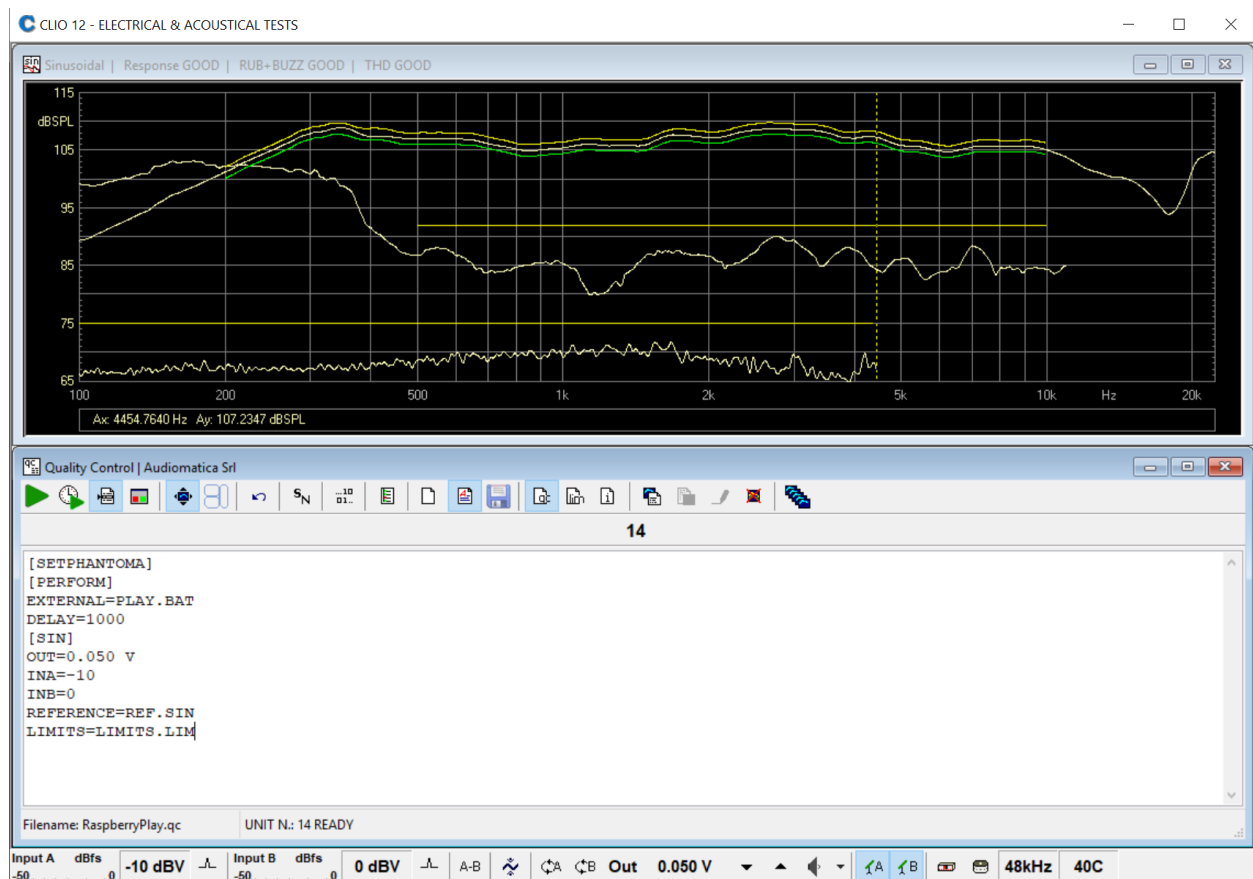 CLIO 12 - ELECTRICAL & ACOUSTICAL TESTS
Sinusoidal | Response GOOD | RUB+BUZZ GOOD | THD GOOD
115
dBSPL
105
95
85
75
65
100 200 500 1k 2k 5k 10k Hz 20k
Ax: 4454.7640 Hz Ay: 107.2347 dBSPL
Quality Control | Audiomatica Srl
14
[SETPHANTOMA]
[PERFORM]
EXTERNAL=PLAY.BAT
DELAY=1000
[SIN]
OUT=0.050 V
INA=-10
INB=0
REFERENCE=REF.SIN
LIMITS=LIMITS.LIM
Filename: RaspberryPlay.qc UNIT N.: 14 READY
Input A dBfs -50 0 -10 dBV Input B dBfs -50 0 0 dBV A-B A B Out 0.050 V A B 48kHz 40C